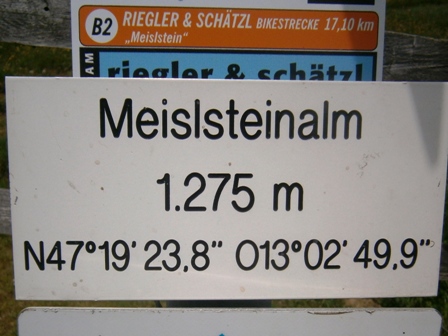 B2 RIEGLER & SCHÄTZL BIKESTRECKE 17,10 km
„Meislstein"
AM
riegler & schätzl
Meislsteinalm
1.275 m
N47°19' 23,8" O13°02' 49,9"